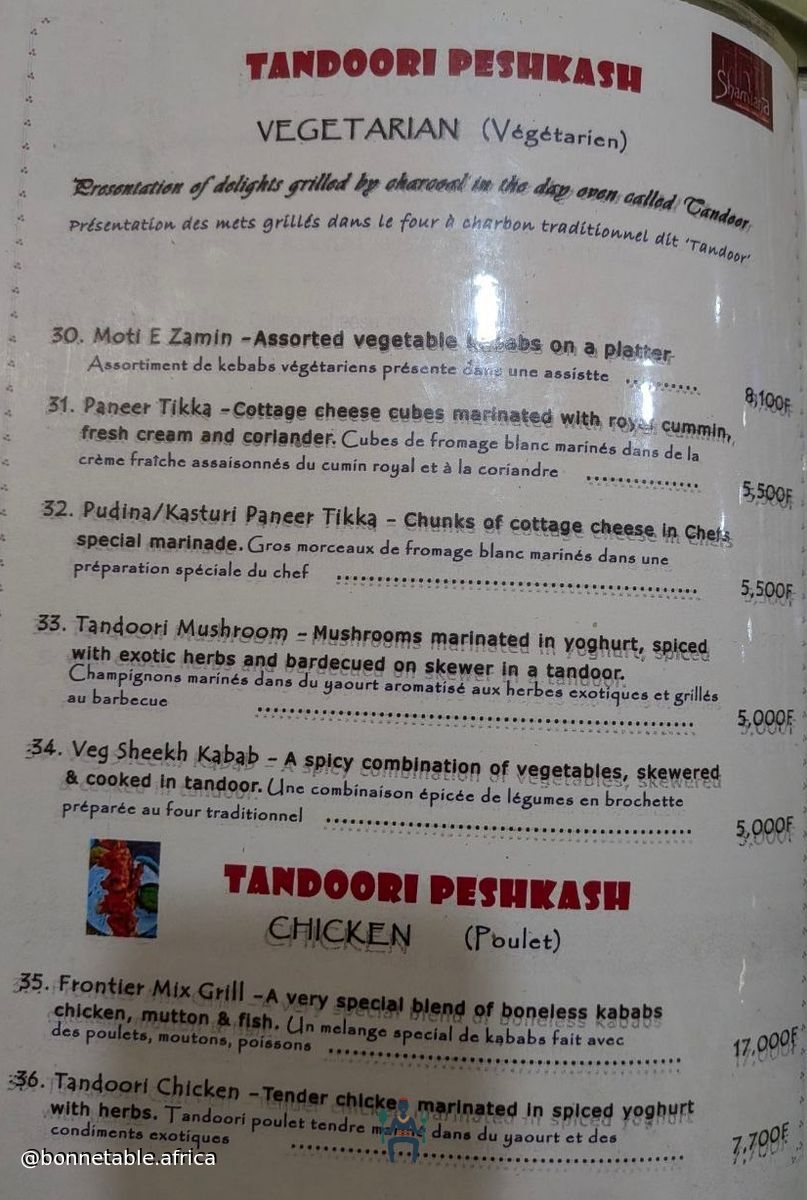 TANDOORI PESHKASH
Shamiana
VEGETARIAN (Végétarien)
Presentation of delights grilled by charcoal in the day oven called Tandoor
Présentation des mets grillés dans le four à charbon traditionnel dit 'Tandoor'
30. Moti E Zamin -Assorted vegetable kababs on a platter
Assortiment de kebabs végétariens présente dans une assistte .......... 8,100F
31. Paneer Tikka -Cottage cheese cubes marinated with royal cummin,
fresh cream and coriander. Cubes de fromage blanc marinés dans de la
crème fraîche assaisonnés du cumin royal et à la coriandre .......... 5,500F
32. Pudina/Kasturi Paneer Tikka - Chunks of cottage cheese in Chefs
special marinade. Gros morceaux de fromage blanc marinés dans une
préparation spéciale du chef .......... 5,500F
33. Tandoori Mushroom - Mushrooms marinated in yoghurt, spiced
with exotic herbs and bardecued on skewer in a tandoor.
Champignons marinés dans du yaourt aromatisé aux herbes exotiques et grillés
au barbecue .......... 5,000F
34. Veg Sheekh Kabab - A spicy combination of vegetables, skewered
& cooked in tandoor. Une combinaison épicée de légumes en brochette
préparée au four traditionnel .......... 5,000F
TANDOORI PESHKASH
CHICKEN (Poulet)
35. Frontier Mix Grill -A very special blend of boneless kababs
chicken, mutton & fish. Un melange special de kababs fait avec
des poulets, moutons, poissons .......... 17,000F
36. Tandoori Chicken -Tender chicken marinated in spiced yoghurt
with herbs. Tandoori poulet tendre mariné dans du yaourt et des
condiments exotiques .......... 7,700F
@bonnetable.africa